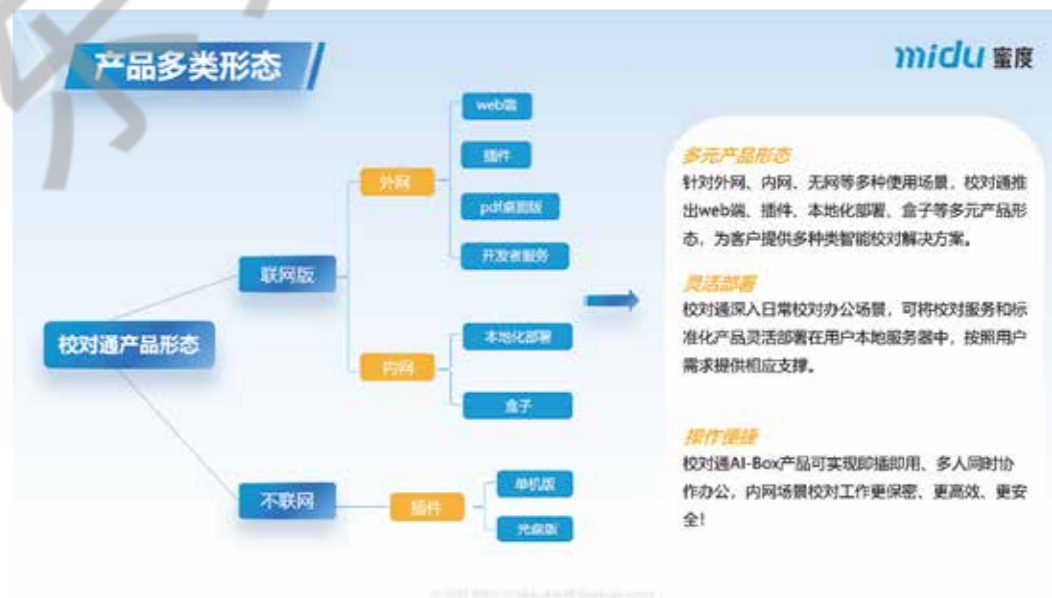 产品多类形态
midu 蜜度
web端
插件
外网
pdf桌面版
开发者服务
联网版
校对通产品形态
本地化部署
内网
盒子
不联网
插件
单机版
光盘版
多元产品形态
针对外网、内网、无网等多种使用场景，校对通推
出web端、插件、本地化部署、盒子等多元产品形
态，为客户提供多种类智能校对解决方案。
灵活部署
校对通深入日常校对办公场景，可将校对服务和标
准化产品灵活部署在用户本地服务器中，按照用户
需求提供相应支撑。
操作便捷
校对通AI-Box产品可实现即插即用、多人同时协
作办公，内网场景校对工作更保密、更高效、更安
全！